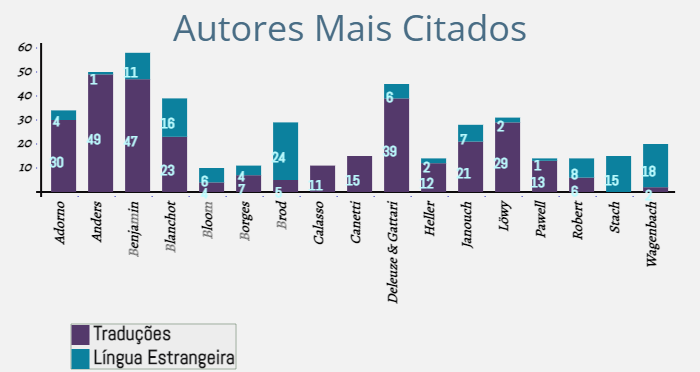 Autores Mais Citados
60
50
40
30
20
10
4 1 11 16 6 4 24 6 2 7 2 1 8 15 18
30 49 47 23 4 7 5 11 15 39 12 21 29 13 6
Adorno
Anders
Benjamin
Blanchot
Bloom
Borges
Brod
Calasso
Canetti
Deleuze & Gattari
Heller
Janouch
Löwy
Pawell
Robert
Stach
Wagenbach
Traduções
Língua Estrangeira